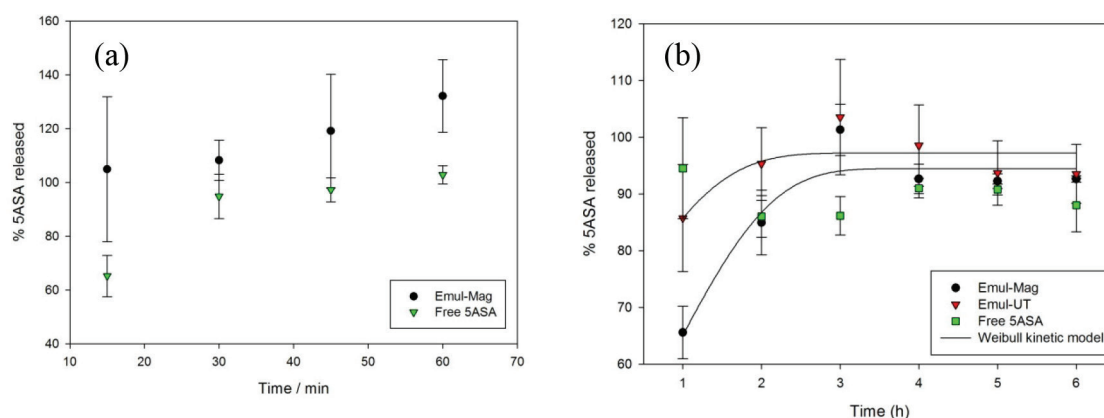 (a)
% 5ASA released
160
140
120
100
80
60
40
10 20 30 40 50 60 70
Time / min
Emul-Mag
Free 5ASA
(b)
% 5ASA released
120
110
100
90
80
70
60
1 2 3 4 5 6
Time (h)
Emul-Mag
Emul-UT
Free 5ASA
Weibull kinetic model